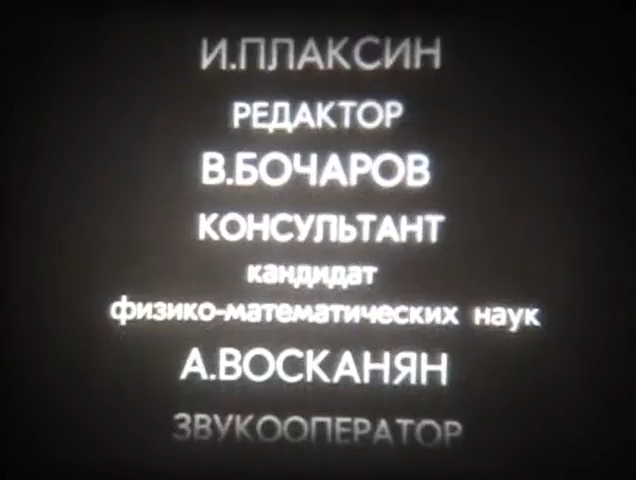 И.ПЛАКСИН
РЕДАКТОР
В.БОЧАРОВ
КОНСУЛЬТАНТ
кандидат
физико-математических наук
А.ВОСКАНЯН
ЗВУКООПЕРАТОР